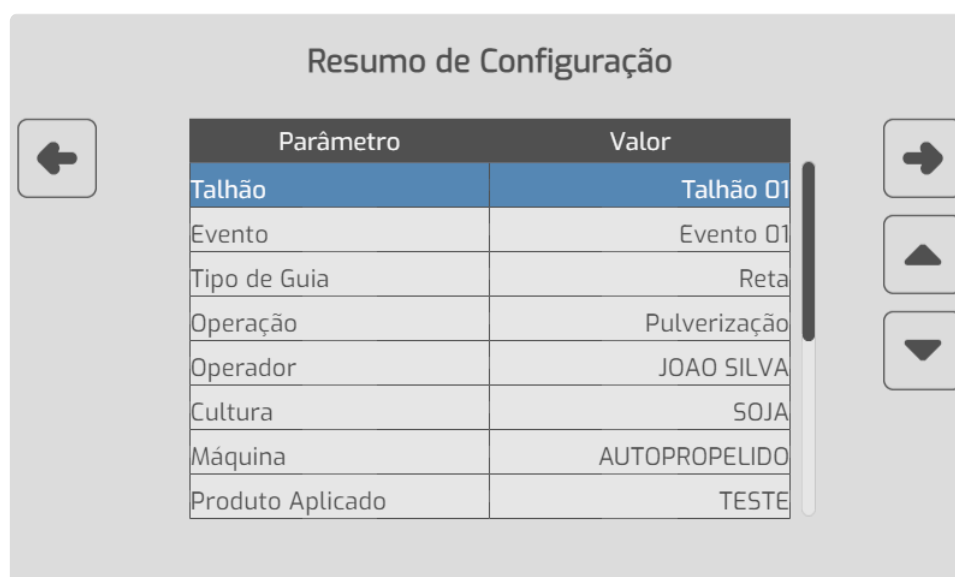 Resumo de Configuração
Parâmetro Valor
Talhão Talhão 01
Evento Evento 01
Tipo de Guia Reta
Operação Pulverização
Operador JOAO SILVA
Cultura SOJA
Máquina AUTOPROPELIDO
Produto Aplicado TESTE